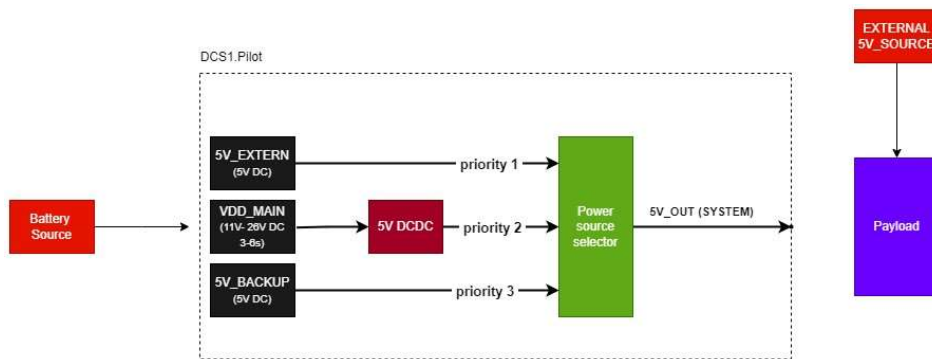 EXTERNAL
5V_SOURCE
DCS1.Pilot
5V_EXTERN
(5V DC)
priority 1
Battery
Source
VDD_MAIN
(11V- 26V DC
3-6s)
5V DCDC
priority 2
Power
source
selector
5V_OUT (SYSTEM)
Payload
5V_BACKUP
(5V DC)
priority 3